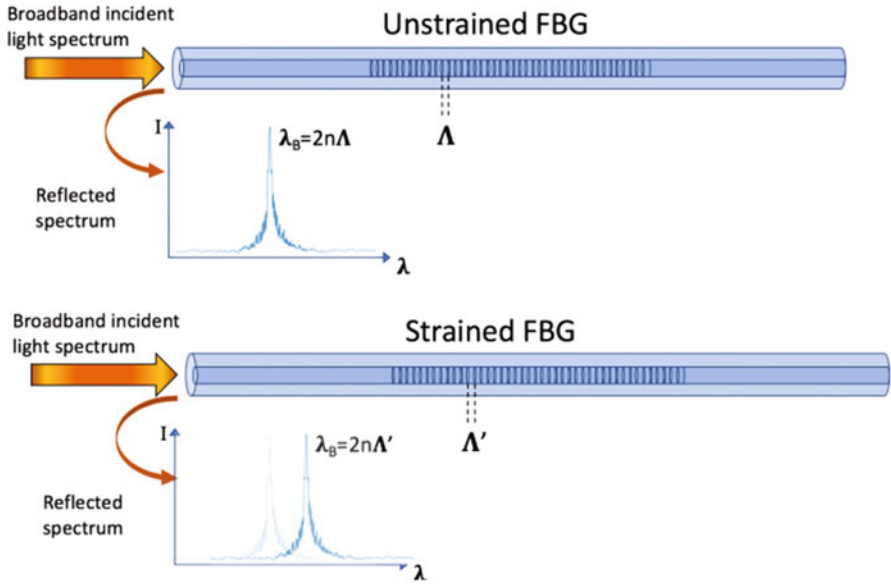 Broadband incident
light spectrum
Unstrained FBG
I
λB=2nΛ
Λ
Reflected
spectrum
λ
Broadband incident
light spectrum
Strained FBG
I
λB=2nΛ’
Λ’
Reflected
spectrum
λ